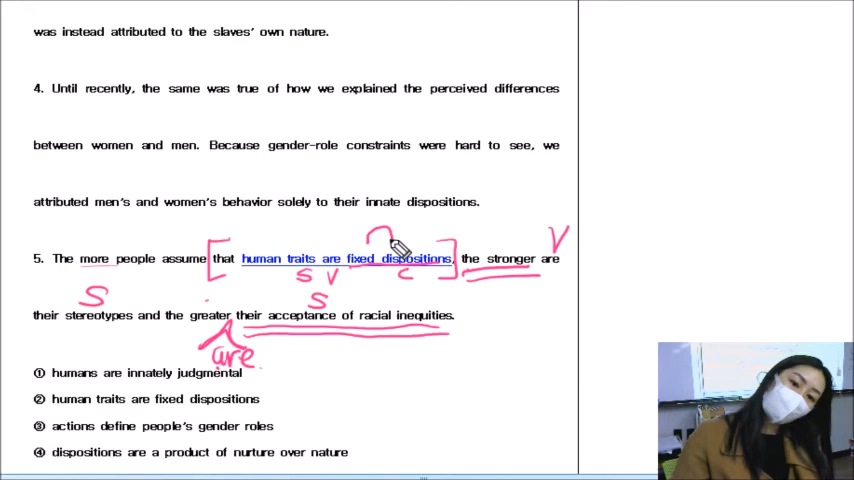 was instead attributed to the slaves' own nature.
4. Until recently, the same was true of how we explained the perceived differences
between women and men. Because gender-role constraints were hard to see, we
attributed men's and women's behavior solely to their innate dispositions.
V
5. The more people assume [that human traits are fixed dispositions], the stronger are
S V C
S S
their stereotypes and the greater their acceptance of racial inequities.
are
① humans are innately judgmental
② human traits are fixed dispositions
③ actions define people's gender roles
④ dispositions are a product of nurture over nature